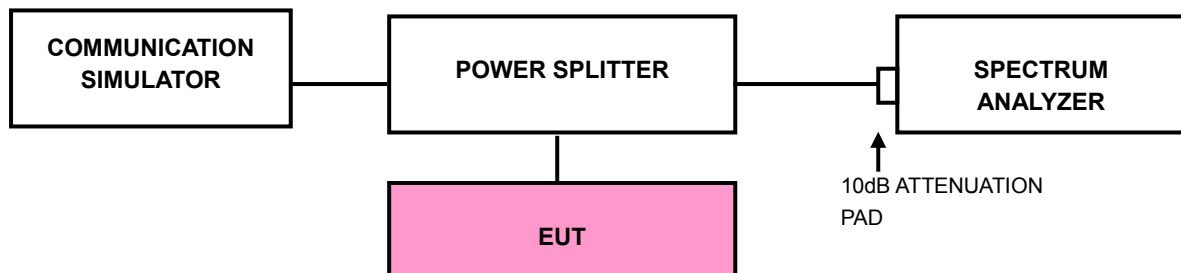 COMMUNICATION
SIMULATOR
POWER SPLITTER
SPECTRUM
ANALYZER
10dB ATTENUATION
PAD
EUT